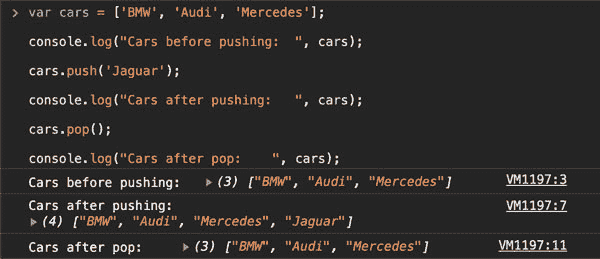 > var cars = ['BMW', 'Audi', 'Mercedes'];
console.log("Cars before pushing:  ", cars);
cars.push('Jaguar');
console.log("Cars after pushing:   ", cars);
cars.pop();
console.log("Cars after pop:    ", cars);
Cars before pushing:   ▶(3) ["BMW", "Audi", "Mercedes"] VM1197:3
Cars after pushing: VM1197:7
▶(4) ["BMW", "Audi", "Mercedes", "Jaguar"]
Cars after pop:     ▶(3) ["BMW", "Audi", "Mercedes"] VM1197:11